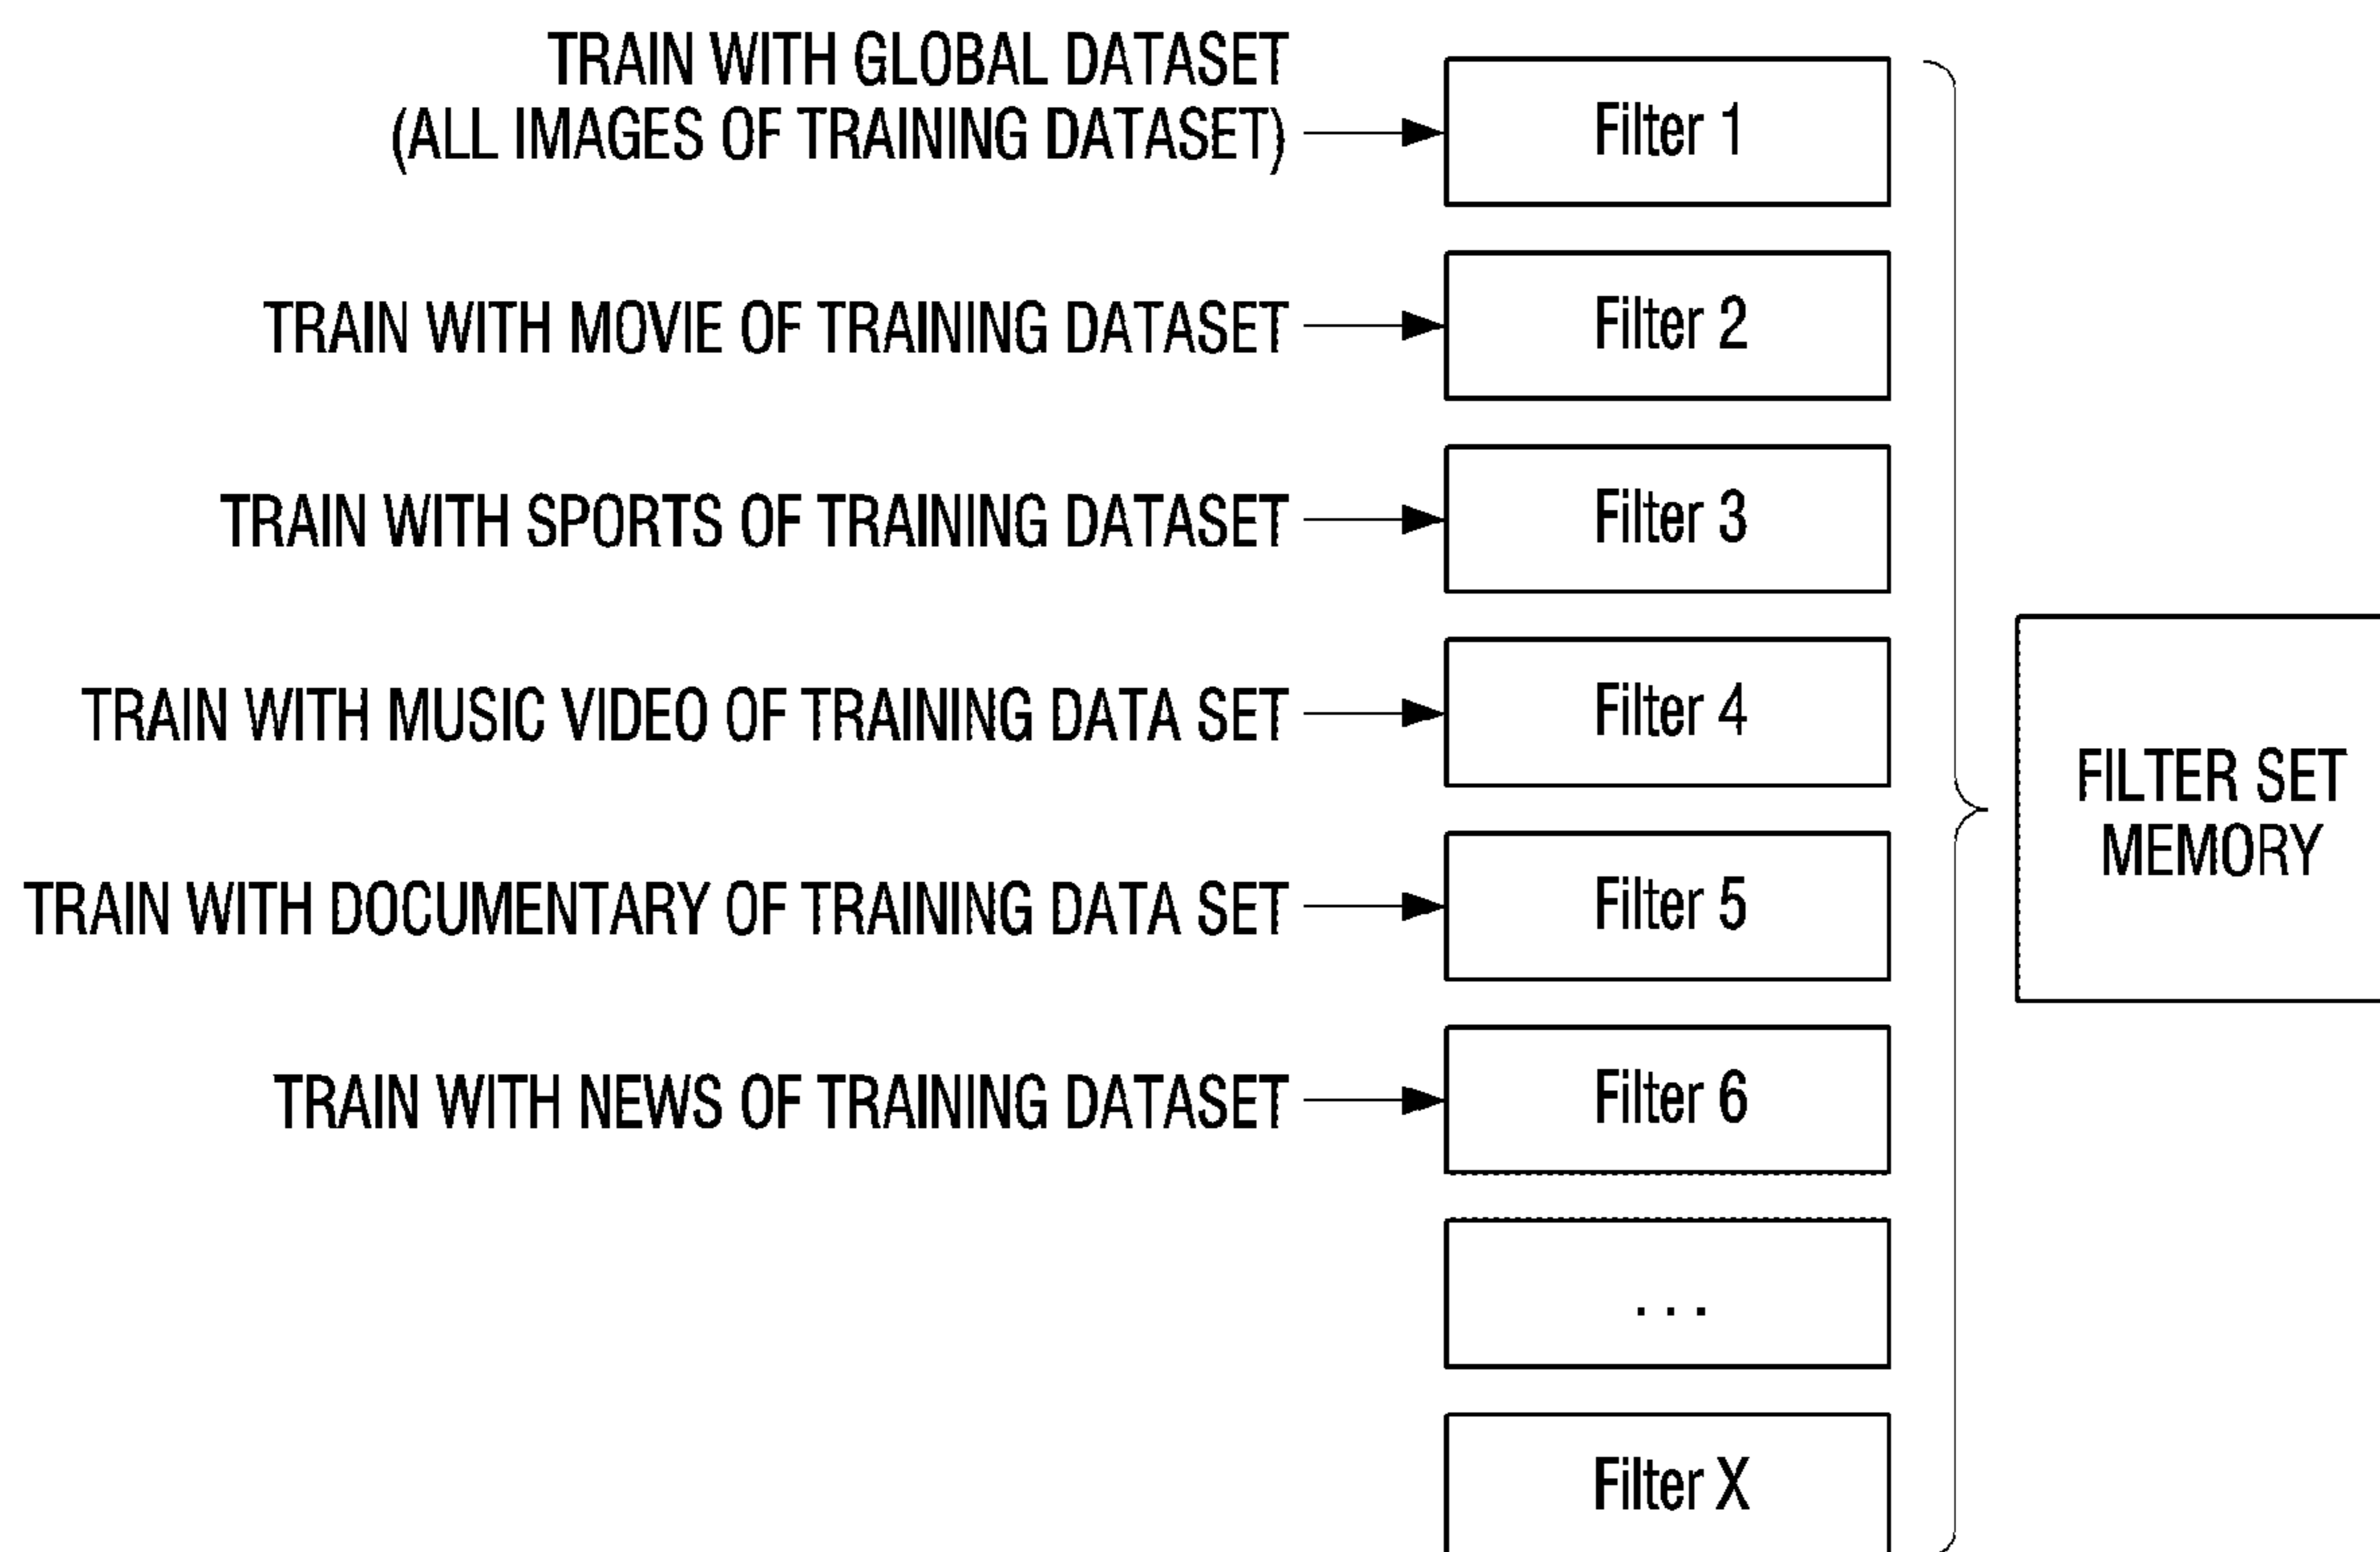 TRAIN WITH GLOBAL DATASET
(ALL IMAGES OF TRAINING DATASET)
Filter 1
TRAIN WITH MOVIE OF TRAINING DATASET
Filter 2
TRAIN WITH SPORTS OF TRAINING DATASET
Filter 3
TRAIN WITH MUSIC VIDEO OF TRAINING DATA SET
Filter 4
TRAIN WITH DOCUMENTARY OF TRAINING DATA SET
Filter 5
TRAIN WITH NEWS OF TRAINING DATASET
Filter 6
...
Filter X
FILTER SET
MEMORY